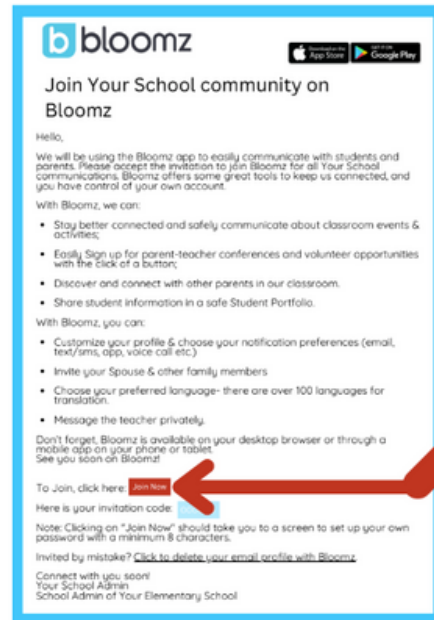 bloomz
Download on the
App Store
GET IT ON
Google Play
Join Your School community on
Bloomz
Hello,
We will be using the Bloomz app to easily communicate with students and
parents. Please accept the invitation to join Bloomz for all Your School
communications. Bloomz offers some great tools to keep us connected, and
you have control of your own account.
With Bloomz, we can:
• Stay better connected and safely communicate about classroom events &
activities;
• Easily Sign up for parent-teacher conferences and volunteer opportunities
with the click of a button;
• Discover and connect with other parents in our classroom.
• Share student information in a safe Student Portfolio.
With Bloomz, you can:
• Customize your profile & choose your notification preferences (email,
text/sms, app, voice call etc.)
• Invite your Spouse & other family members
• Choose your preferred language- there are over 100 languages for
translation.
• Message the teacher privately.
Don't forget, Bloomz is available on your desktop browser or through a
mobile app on your phone or tablet.
See you soon on Bloomz!
To Join, click here: Join Now
Here is your invitation code:
Note: Clicking on "Join Now" should take you to a screen to set up your own
password with a minimum 8 characters.
Invited by mistake? Click to delete your email profile with Bloomz
Connect with you soon!
Your School Admin
School Admin of Your Elementary School